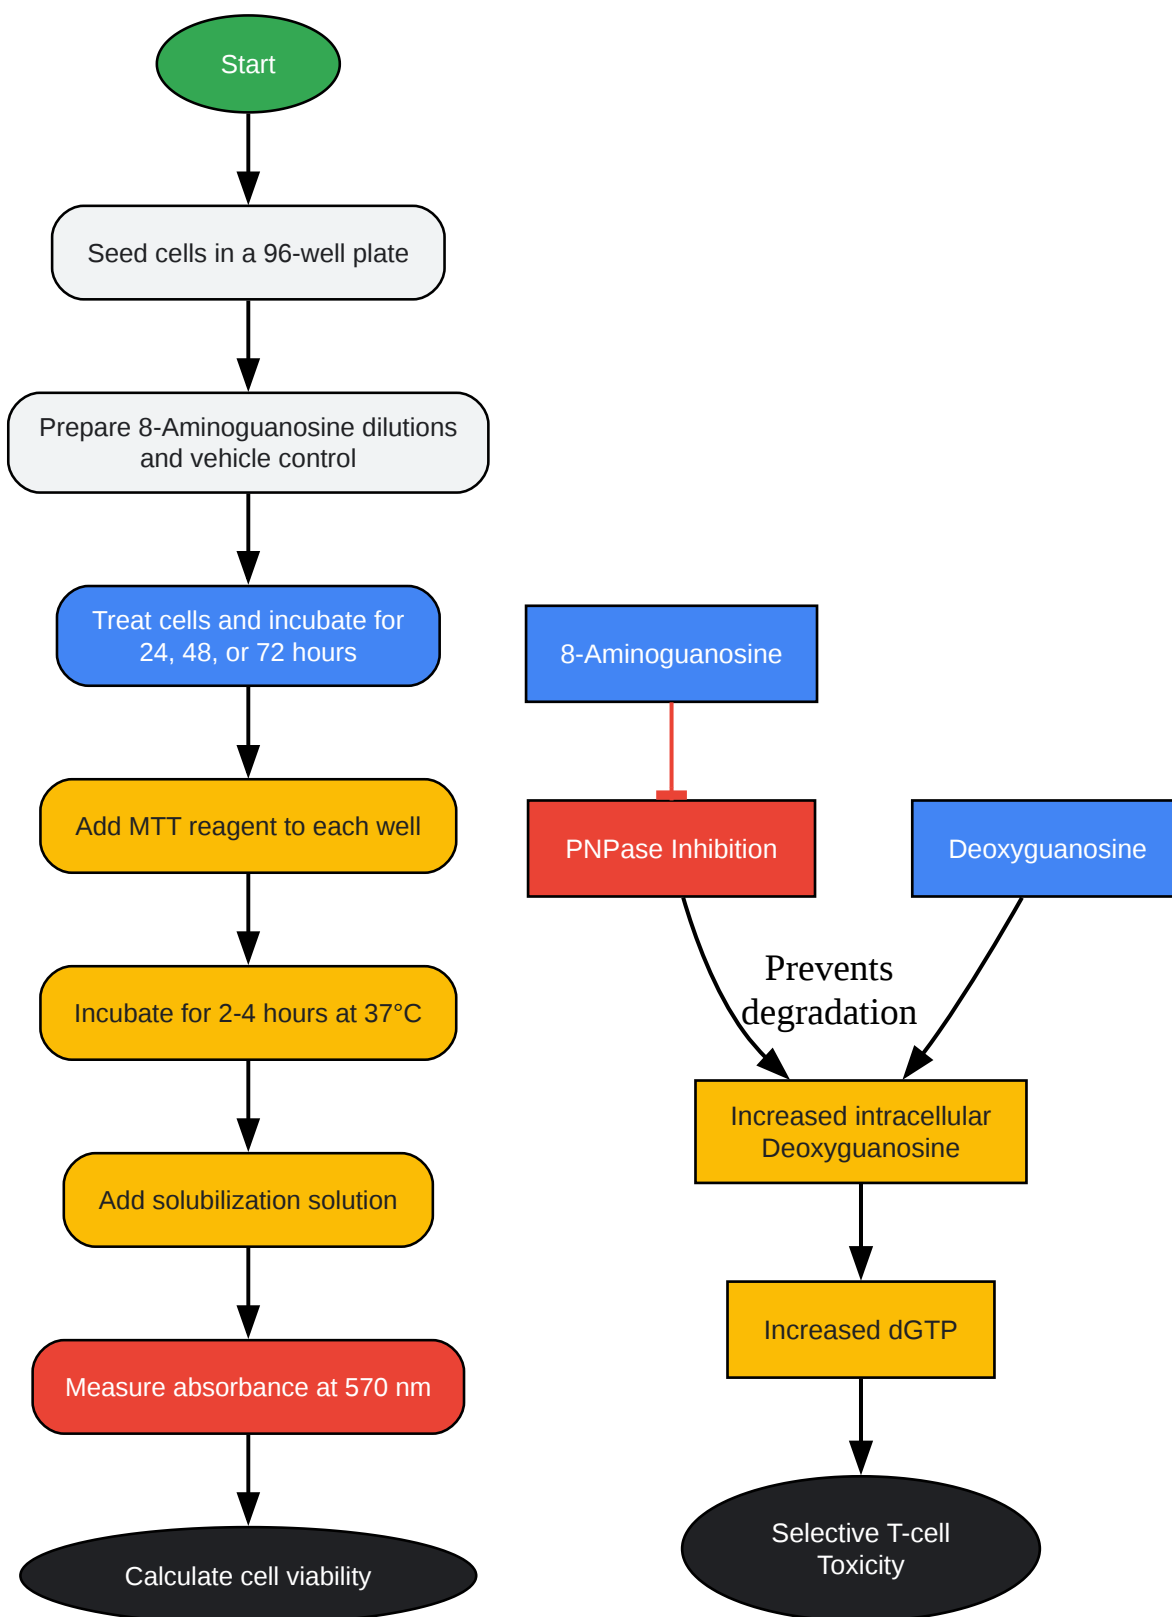 Start
Seed cells in a 96-well plate
Prepare 8-Aminoguanosine dilutions
and vehicle control
Treat cells and incubate for
24, 48, or 72 hours
Add MTT reagent to each well
Incubate for 2-4 hours at 37°C
Add solubilization solution
Measure absorbance at 570 nm
Calculate cell viability
8-Aminoguanosine
PNPase Inhibition
Deoxyguanosine
Prevents
degradation
Increased intracellular
Deoxyguanosine
Increased dGTP
Selective T-cell
Toxicity